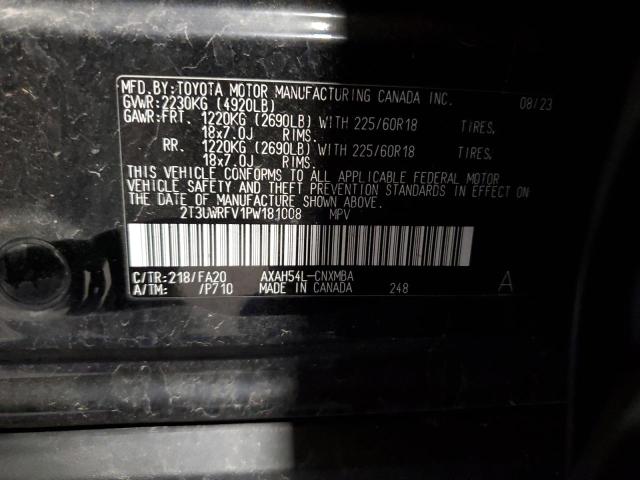 MFD.BY:TOYOTA MOTOR MANUFACTURING CANADA INC. 08/23
GVWR:2230KG (4920LB)
GAWR:FRT. 1220KG (2690LB) WITH 225/60R18 TIRES,
18x7.0J RIMS.
RR. 1220KG (2690LB) WITH 225/60R18 TIRES,
18x7.0J RIMS.
THIS VEHICLE CONFORMS TO ALL APPLICABLE FEDERAL MOTOR
VEHICLE SAFETY AND THEFT PREVENTION STANDARDS IN EFFECT ON
THE DATE OF MANUFACTURE SHOWN ABOVE.
2T3UWRFV1PW181008 MPV
C/TR:218/FA20 AXAH54L-CNXMBA
A/TM: /P710 MADE IN CANADA 248 A